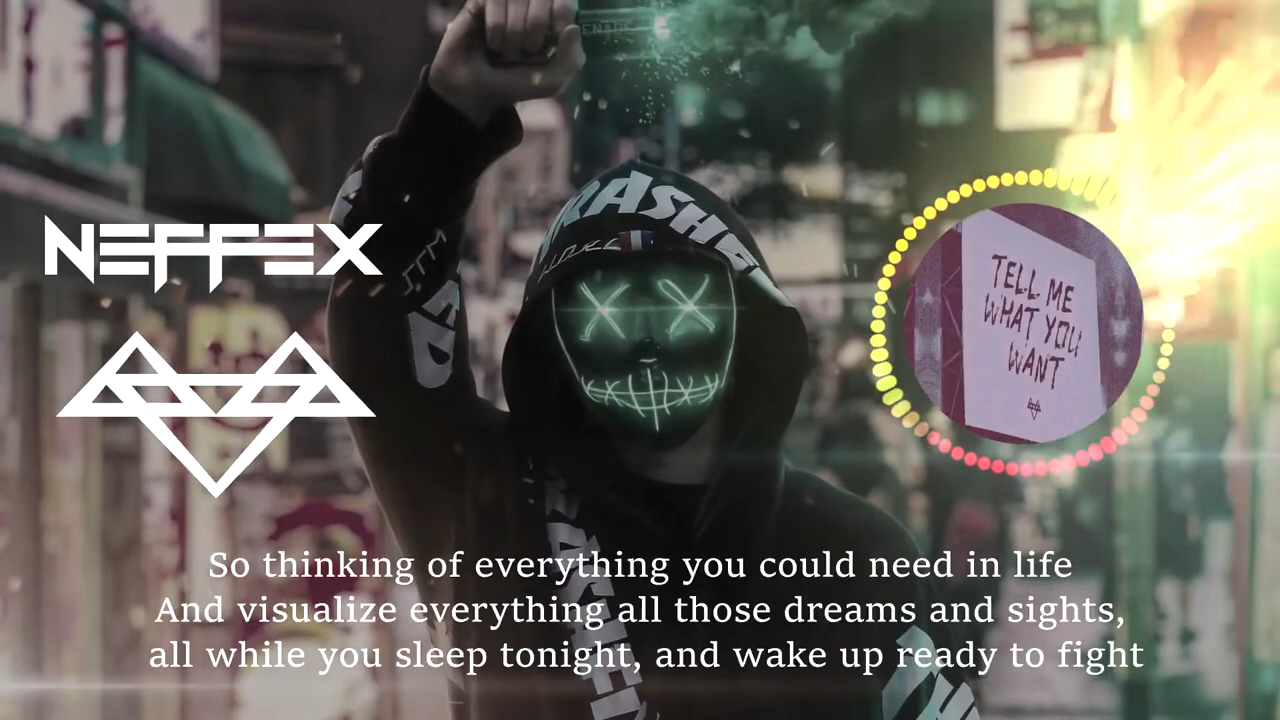 NEFFEX
THRASHER
TELL ME
WHAT YOU
WANT
So thinking of everything you could need in life
And visualize everything all those dreams and sights,
all while you sleep tonight, and wake up ready to fight